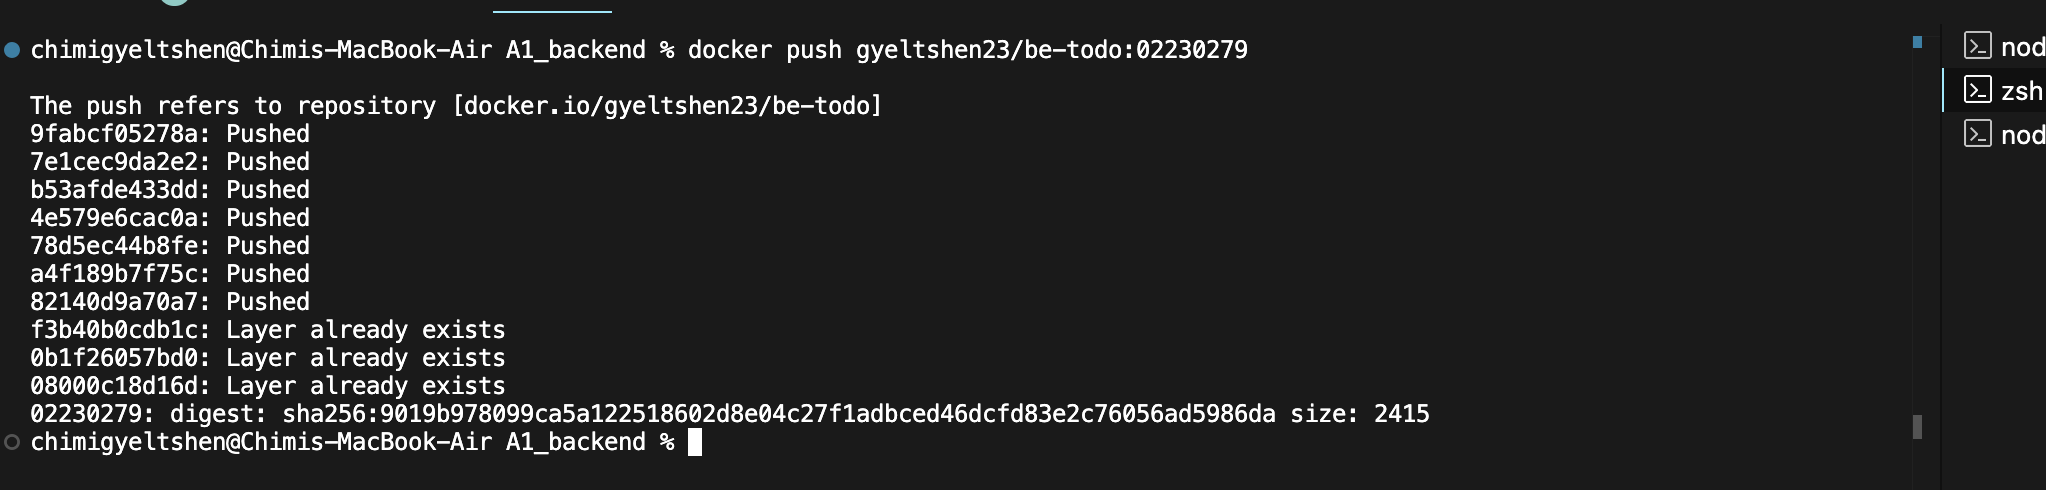 chimigyeltshen@Chimis-MacBook-Air A1_backend % docker push gyeltshen23/be-todo:02230279
The push refers to repository [docker.io/gyeltshen23/be-todo]
9fabcf05278a: Pushed
7e1cec9da2e2: Pushed
b53afde433dd: Pushed
4e579e6cac0a: Pushed
78d5ec44b8fe: Pushed
a4f189b7f75c: Pushed
82140d9a70a7: Pushed
f3b40b0cdb1c: Layer already exists
0b1f26057bd0: Layer already exists
08000c18d16d: Layer already exists
02230279: digest: sha256:9019b978099ca5a122518602d8e04c27f1adbced46dcfd83e2c76056ad5986da size: 2415
chimigyeltshen@Chimis-MacBook-Air A1_backend %
nod
zsh
nod